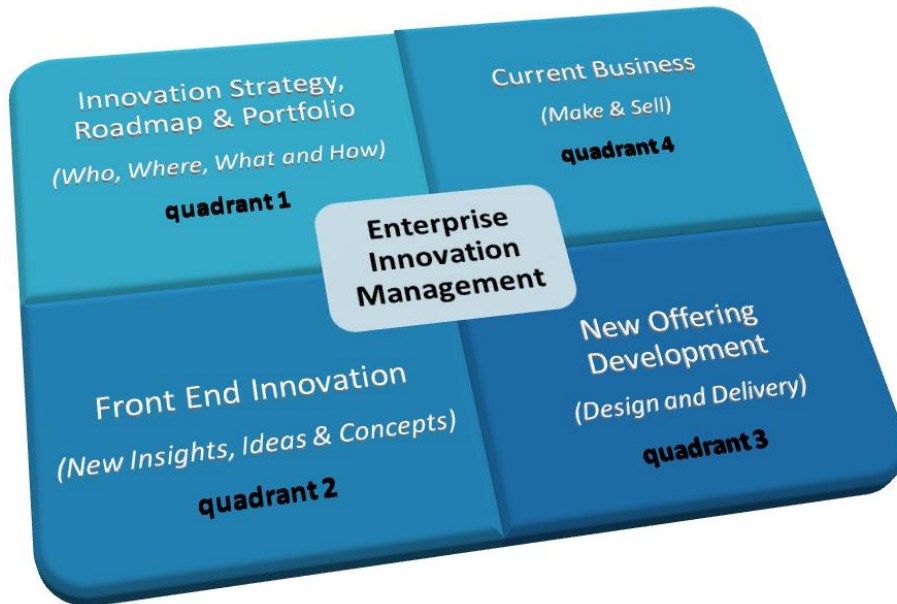 Innovation Strategy,
Roadmap & Portfolio
(Who, Where, What and How)
quadrant 1
Current Business
(Make & Sell)
quadrant 4
Enterprise
Innovation
Management
Front End Innovation
(New Insights, Ideas & Concepts)
quadrant 2
New Offering
Development
(Design and Delivery)
quadrant 3